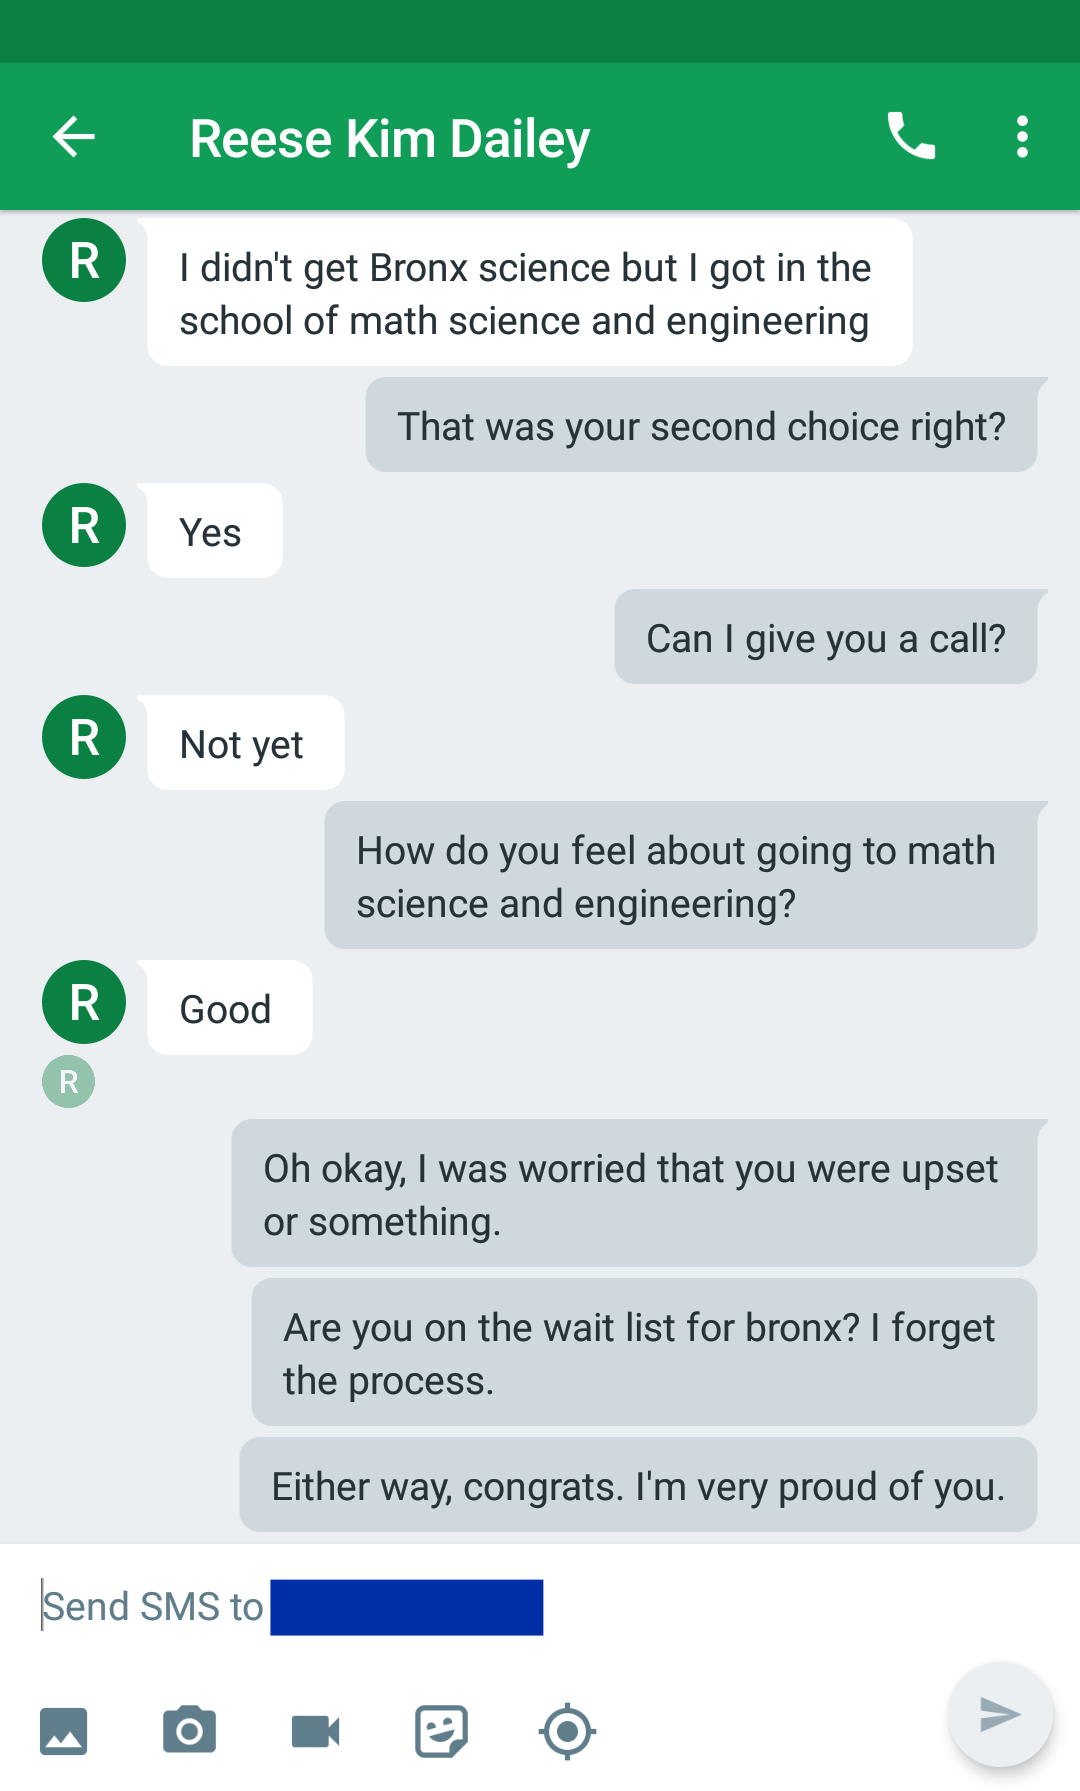 Reese Kim Dailey
R
I didn't get Bronx science but I got in the
school of math science and engineering
That was your second choice right?
R
Yes
Can I give you a call?
R
Not yet
How do you feel about going to math
science and engineering?
R
Good
R
Oh okay, I was worried that you were upset
or something.
Are you on the wait list for bronx? I forget
the process.
Either way, congrats. I'm very proud of you.
Send SMS to